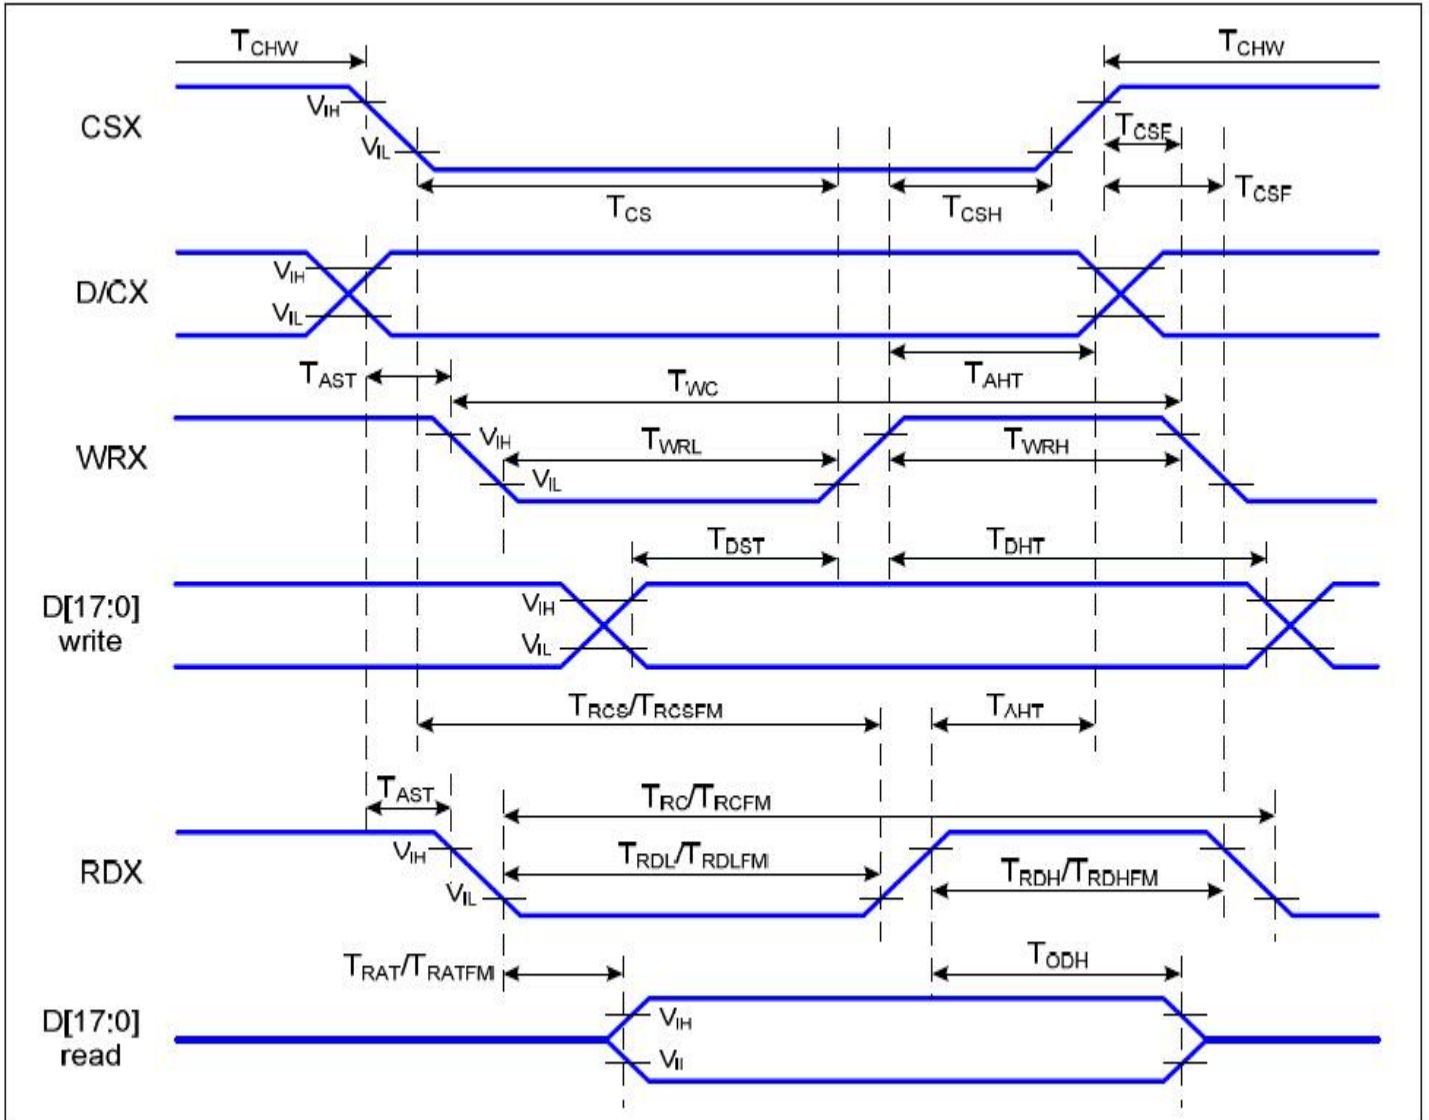 TCHW TCHW
CSX VIH VIL TCSF
TCS TCSH TCSF
D/CX VIH VIL
TAST TWC TAHT
WRX VIH VIL TWRL TWRH
TDST TDHT
D[17:0]
write
VIH
VIL
TRCS/TRCSFM TAHT
TAST TRC/TRCFM
RDX VIH VIL TRDL/TRDLFM TRDH/TRDHFM
TRAT/TRATFM TODH
D[17:0]
read
VIH
VIL